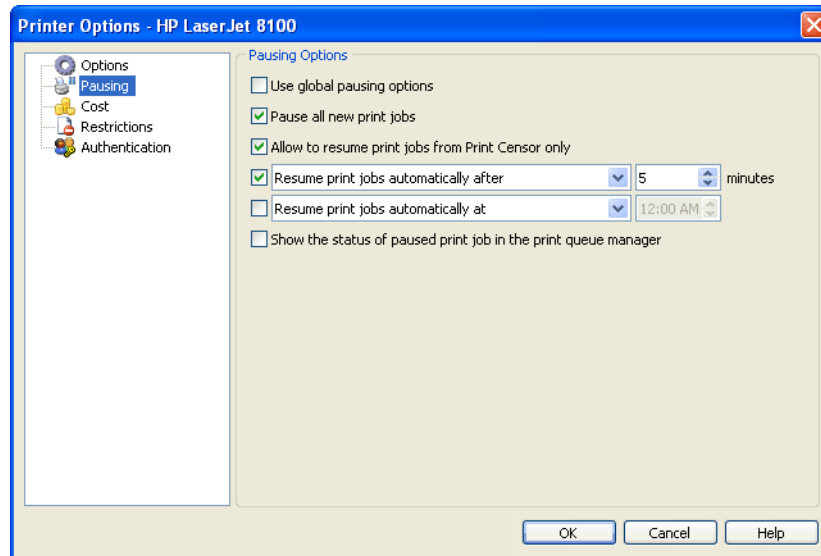 Printer Options - HP LaserJet 8100
Options
Pausing
Cost
Restrictions
Authentication
Pausing Options
Use global pausing options
Pause all new print jobs
Allow to resume print jobs from Print Censor only
Resume print jobs automatically after 5 minutes
Resume print jobs automatically at 12:00 AM
Show the status of paused print job in the print queue manager
OK Cancel Help